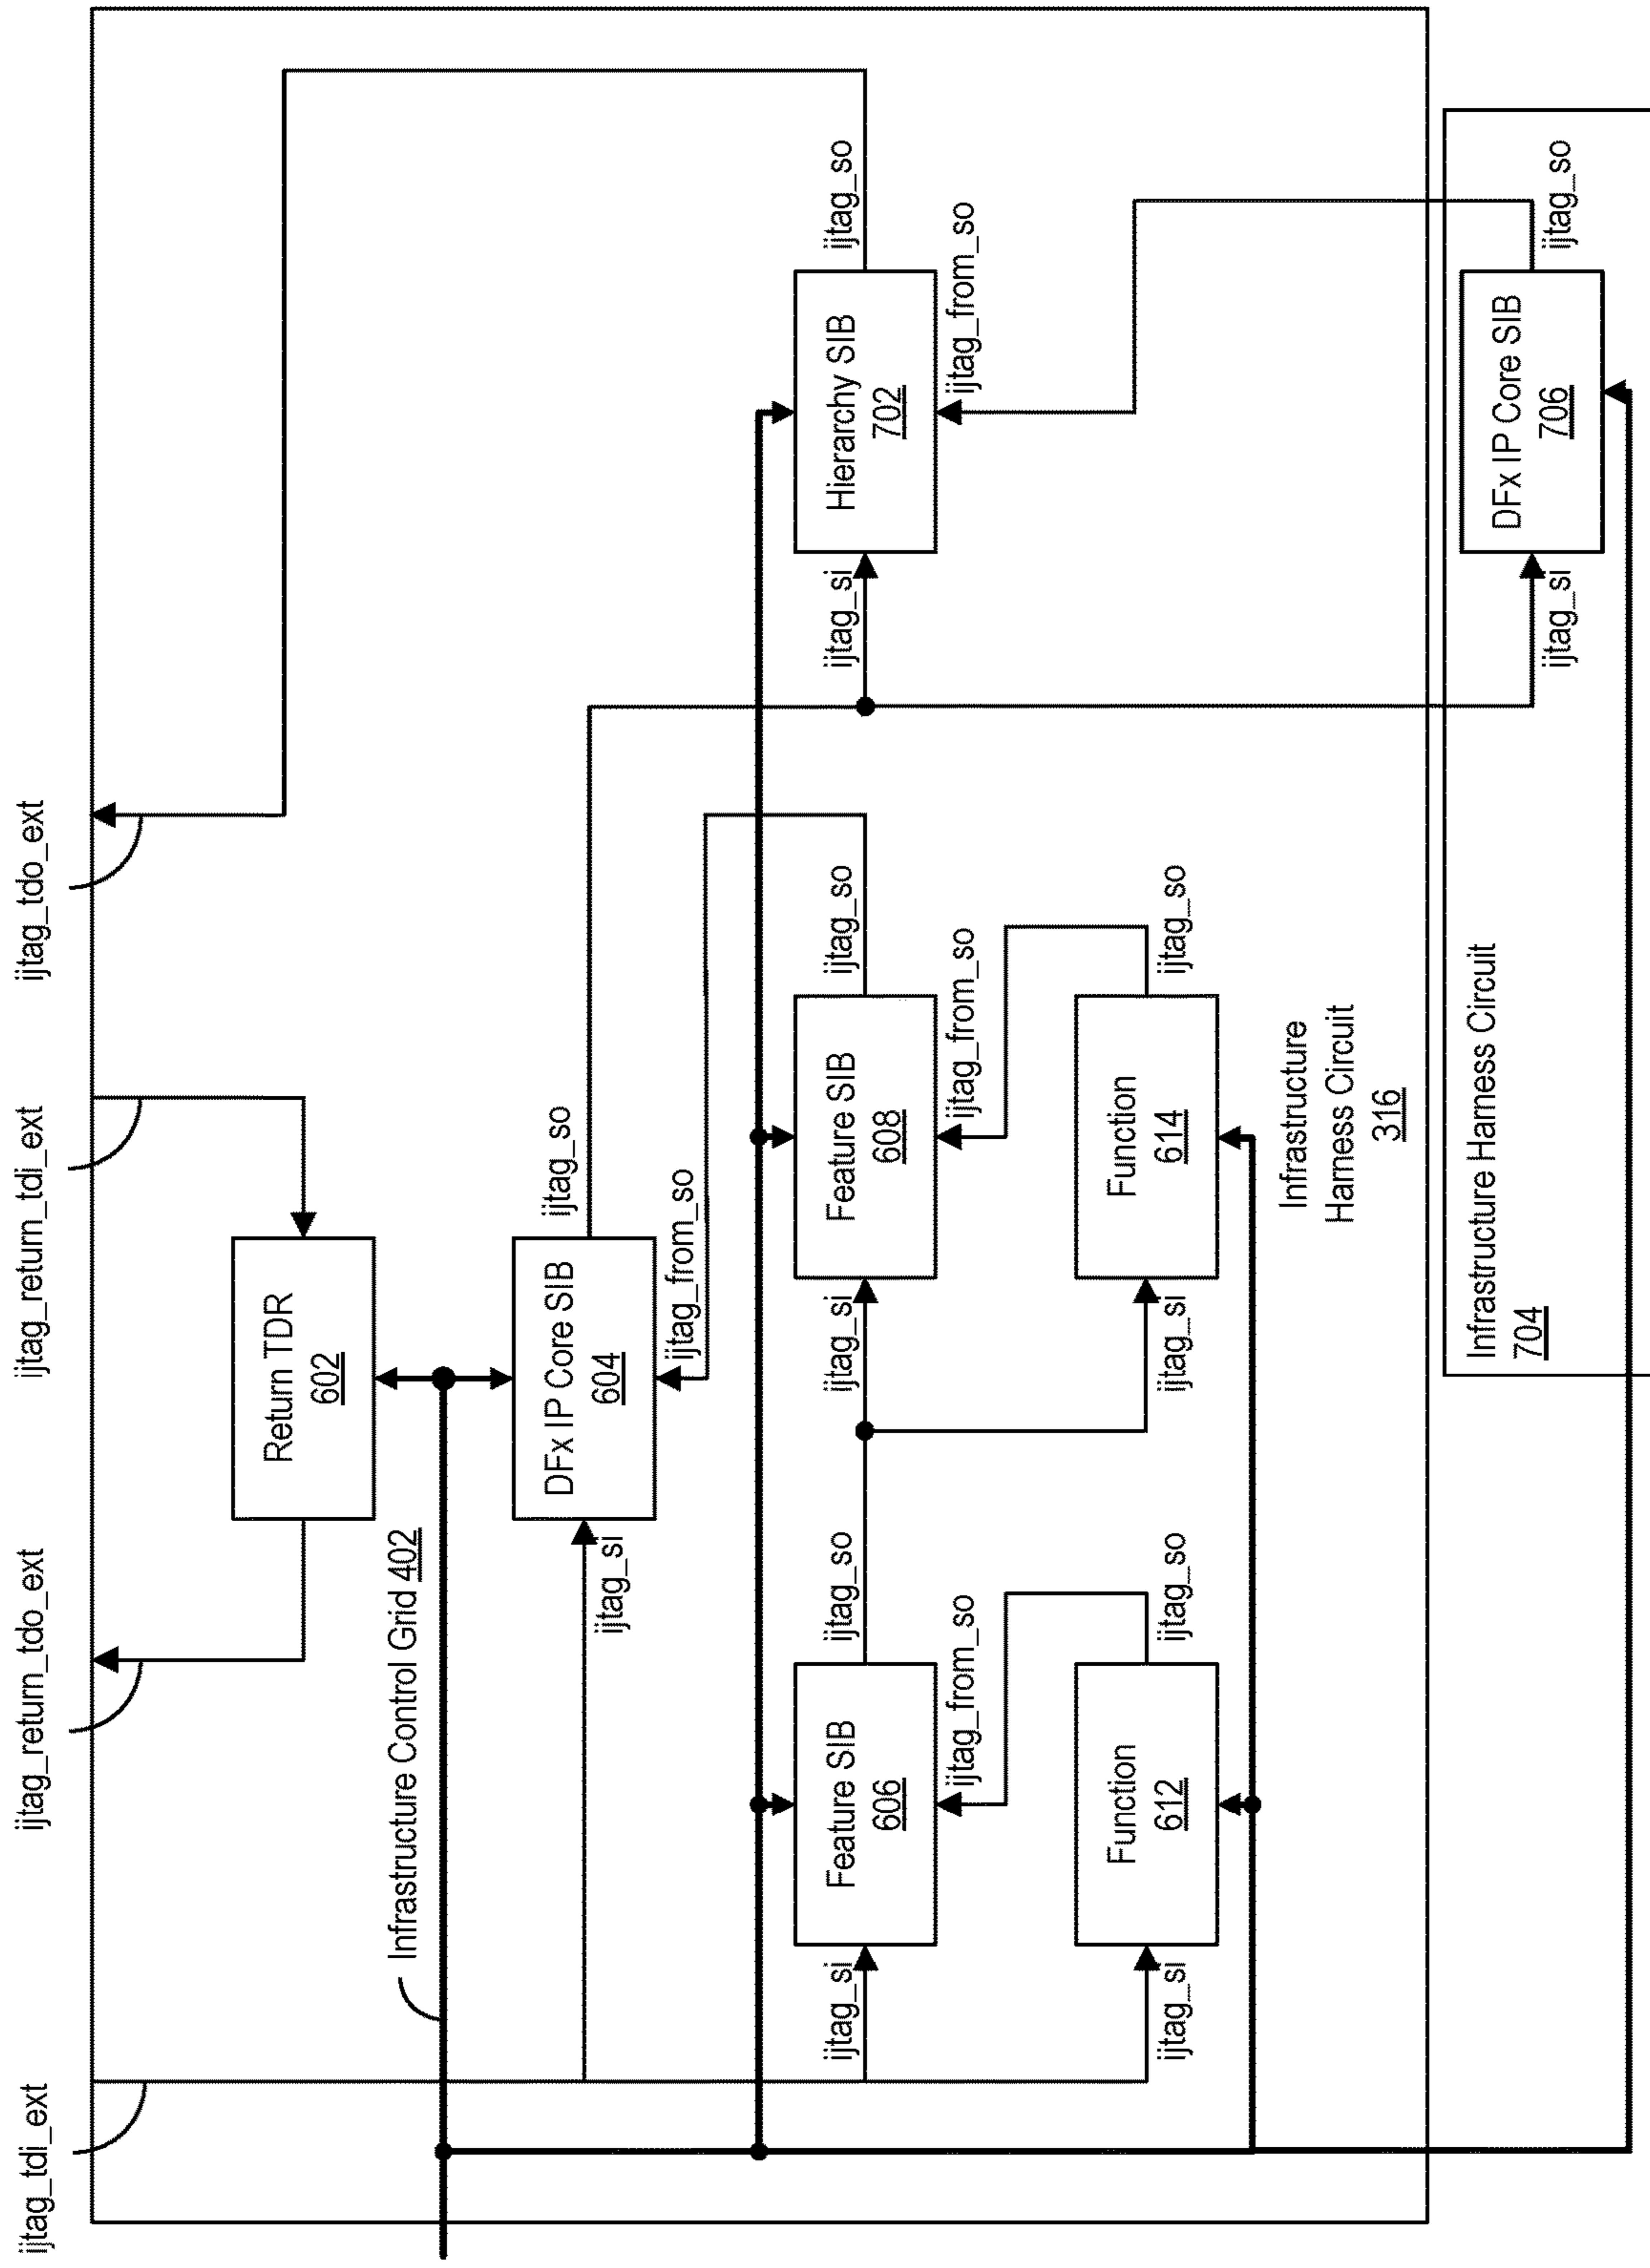 ijtag_tdi_ext
ijtag_return_tdo_ext
ijtag_return_tdi_ext
ijtag_tdo_ext
Return TDR
602
Infrastructure Control Grid 402
ijtag_si
DFx IP Core SIB
604
ijtag_so
ijtag_from_so
ijtag_si
Feature SIB
606
ijtag_so
ijtag_from_so
ijtag_si
Feature SIB
608
ijtag_so
ijtag_from_so
ijtag_si
Hierarchy SIB
702
ijtag_so
ijtag_from_so
ijtag_si
Function
612
ijtag_so
ijtag_si
Function
614
ijtag_so
Infrastructure
Harness Circuit
316
Infrastructure Harness Circuit
704
ijtag_si
DFx IP Core SIB
706
ijtag_so